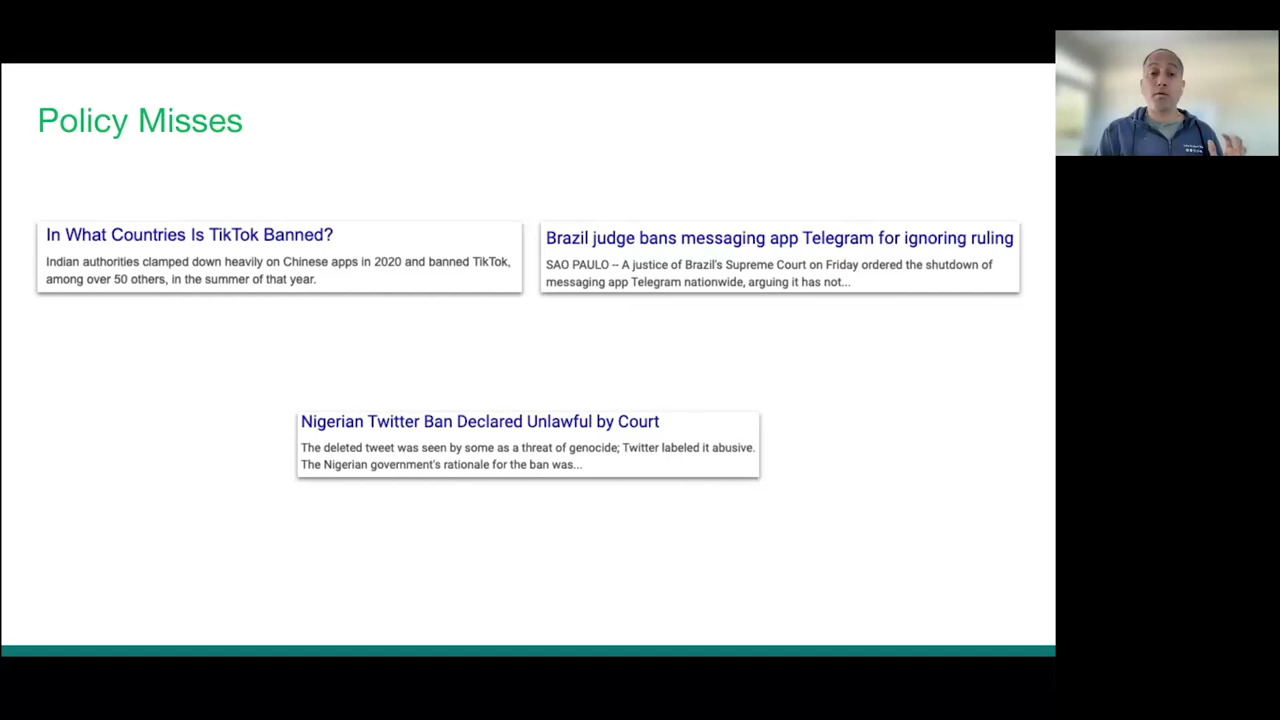 Policy Misses
In What Countries Is TikTok Banned?
Indian authorities clamped down heavily on Chinese apps in 2020 and banned TikTok,
among over 50 others, in the summer of that year.
Brazil judge bans messaging app Telegram for ignoring ruling
SAO PAULO -- A justice of Brazil's Supreme Court on Friday ordered the shutdown of
messaging app Telegram nationwide, arguing it has not...
Nigerian Twitter Ban Declared Unlawful by Court
The deleted tweet was seen by some as a threat of genocide; Twitter labeled it abusive.
The Nigerian government's rationale for the ban was...